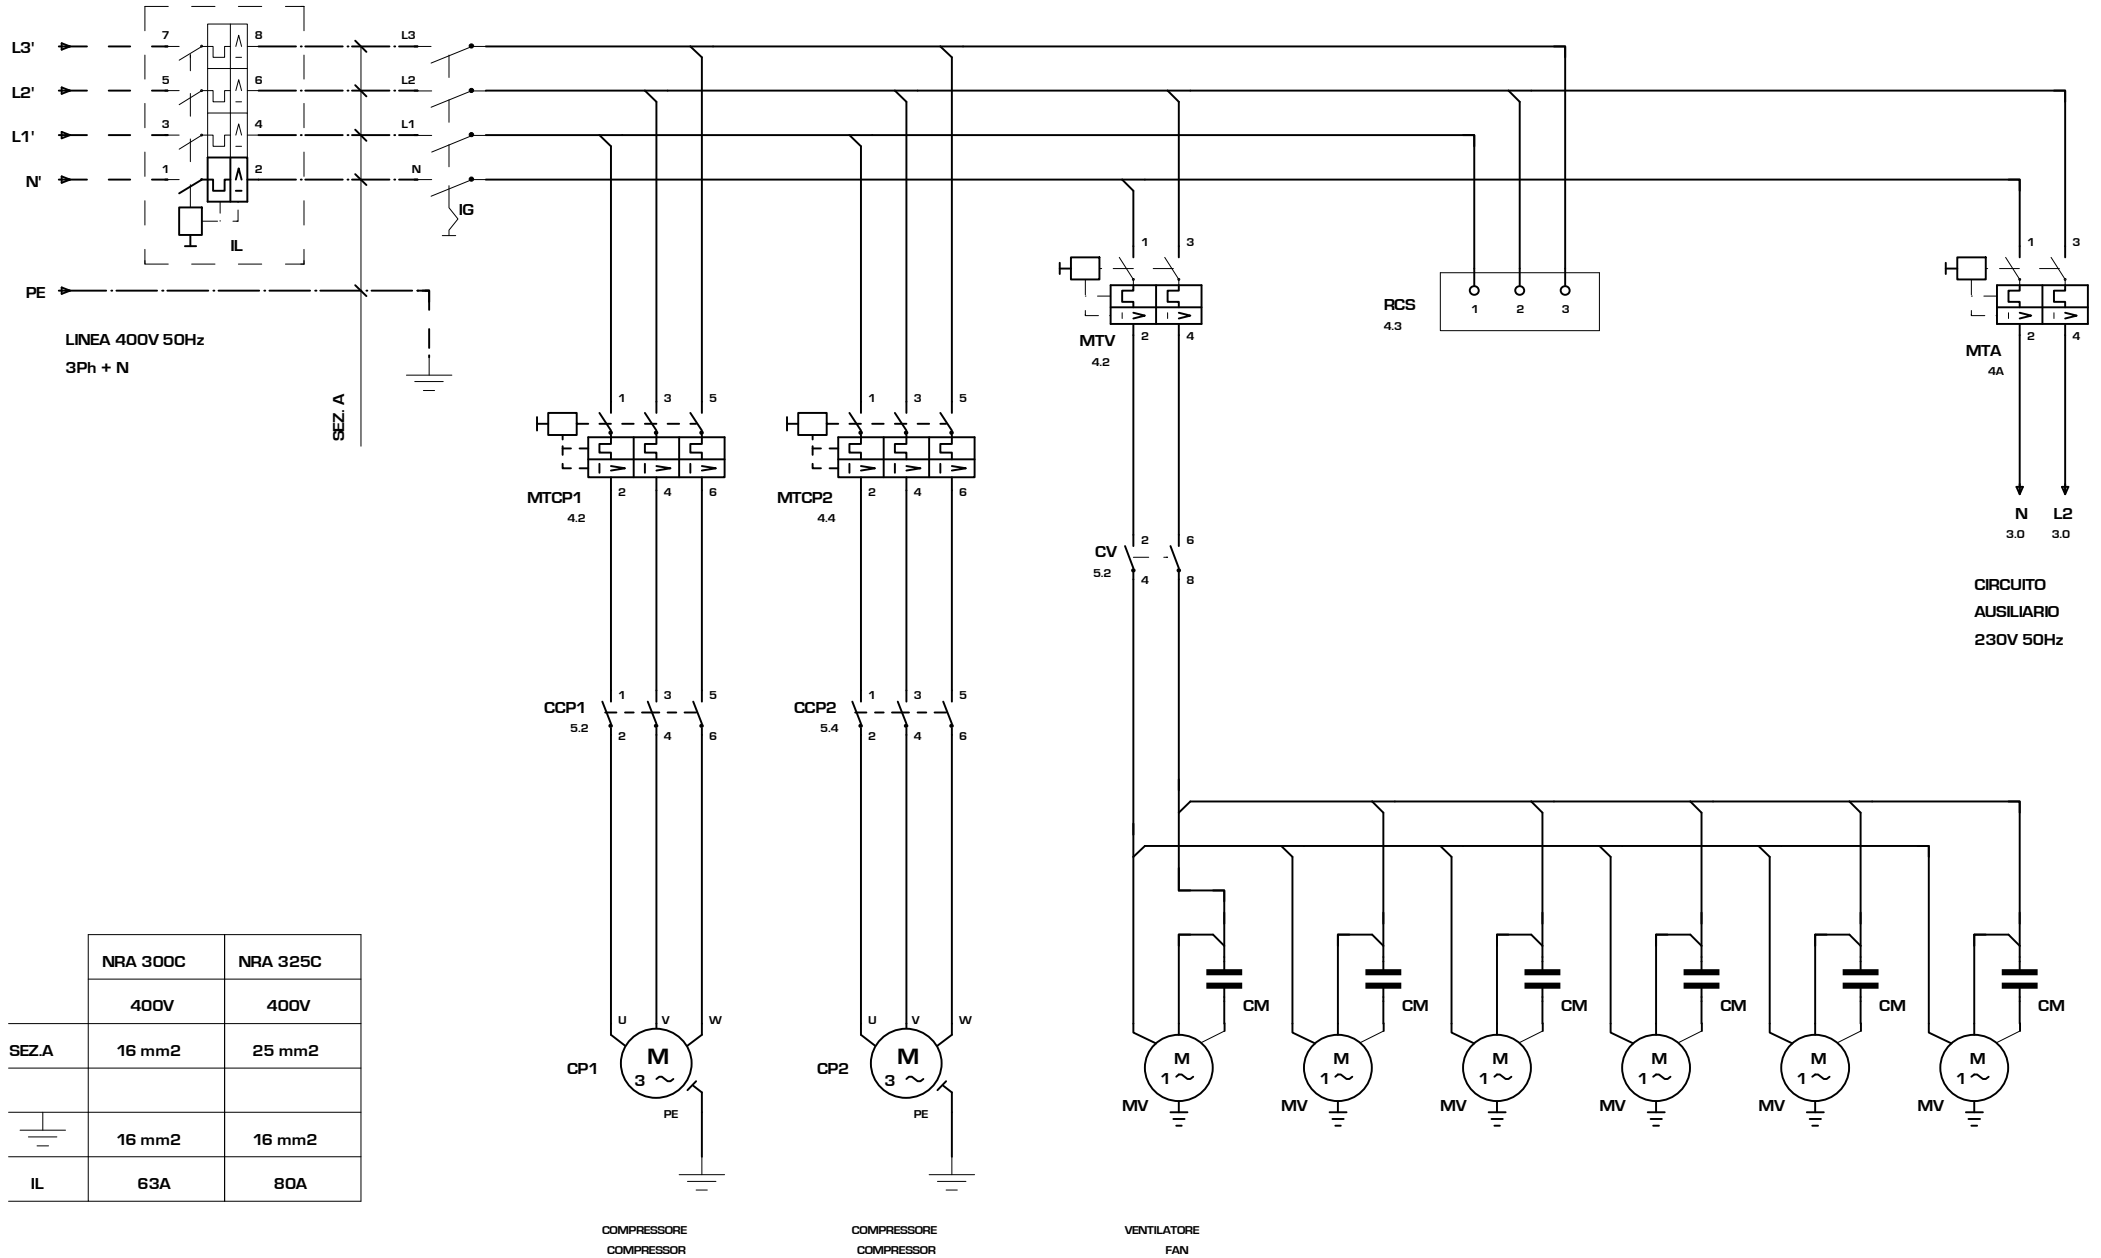 7 8 L3
L3'
5 6 L2
L2'
3 4 L1
L1'
1 2 N
N'
IG
IL
PE
LINEA 400V 50Hz
3Ph + N
SEZ. A
1 3
MTV
4.2
2 4
RCS
4.3
1 2 3
1 3
MTA
4A
2 4
1 3 5
MTCP1
4.2
2 4 6
1 3 5
MTCP2
4.4
2 4 6
N L2
3.0 3.0
CV
5.2
2 6
4 8
CIRCUITO
AUSILIARIO
230V 50Hz
CCP1
5.2
1 3 5
2 4 6
CCP2
5.4
1 3 5
2 4 6
NRA 300C NRA 325C
400V 400V
SEZ.A 16 mm2 25 mm2
16 mm2 16 mm2
IL 63A 80A
U V W
CP1
M
3 ~
PE
U V W
CP2
M
3 ~
PE
CM CM CM CM CM CM
M M M M M M
1 ~ 1 ~ 1 ~ 1 ~ 1 ~ 1 ~
MV MV MV MV MV MV
COMPRESSORE COMPRESSORE VENTILATORE
COMPRESSOR COMPRESSOR FAN